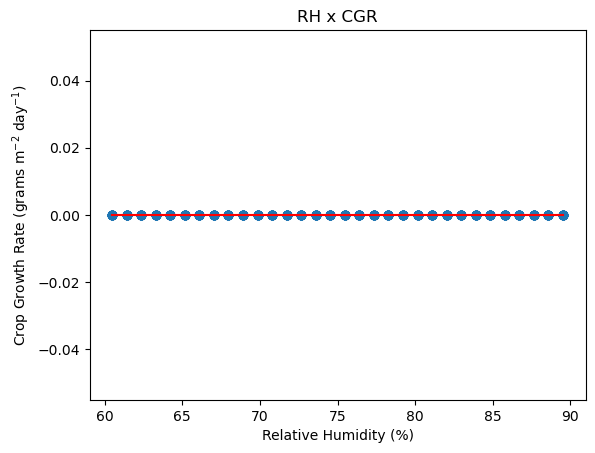 RH x CGR
Crop Growth Rate (grams m⁻² day⁻¹)
0.04
0.02
0.00
−0.02
−0.04
60 65 70 75 80 85 90
Relative Humidity (%)